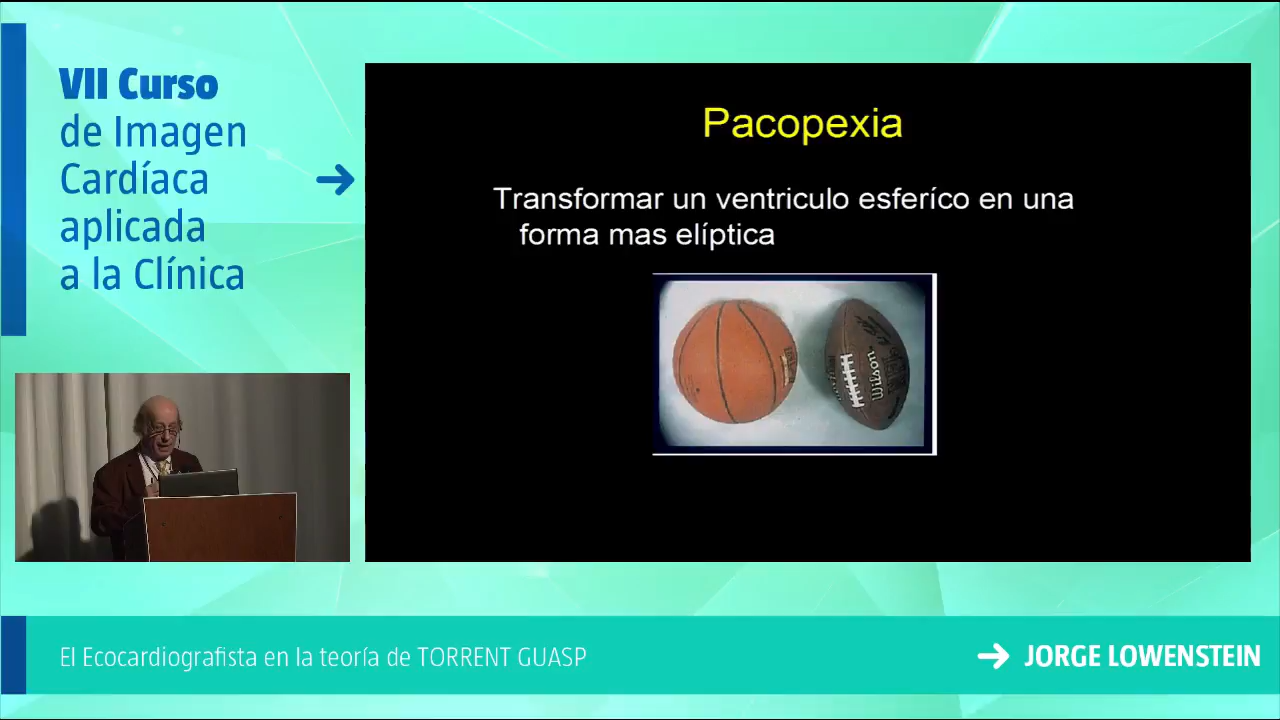 VII Curso
de Imagen
Cardíaca
aplicada
a la Clínica
Pacopexia
Transformar un ventriculo esferíco en una
forma mas elíptica
Wilson
El Ecocardiografista en la teoría de TORRENT GUASP
JORGE LOWENSTEIN